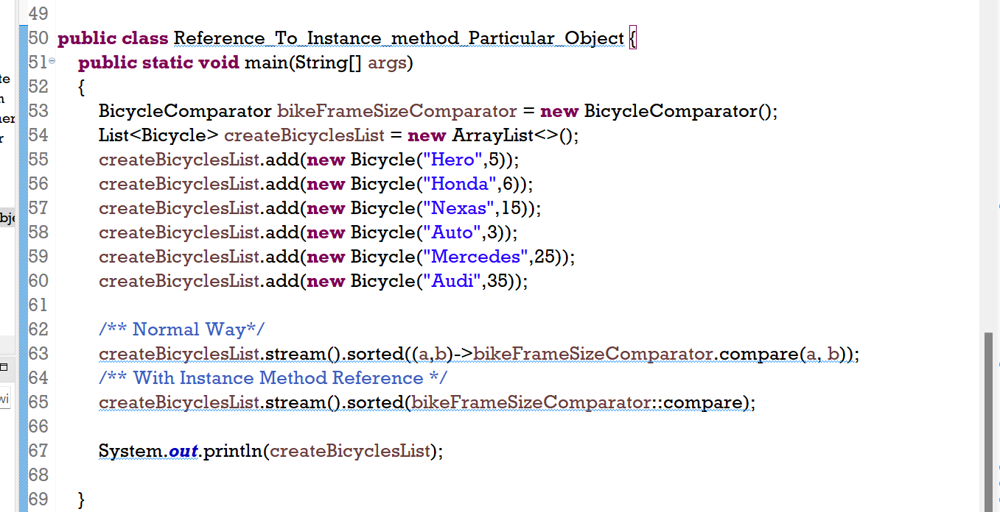 49
50 public class Reference_To_Instance_method_Particular_Object {
51 public static void main(String[] args)
te
52 {
n
53 BicycleComparator bikeFrameSizeComparator = new BicycleComparator();
ner
54 List<Bicycle> createBicyclesList = new ArrayList<>();
r
55 createBicyclesList.add(new Bicycle("Hero",5));
56 createBicyclesList.add(new Bicycle("Honda",6));
57 createBicyclesList.add(new Bicycle("Nexas",15));
bje
58 createBicyclesList.add(new Bicycle("Auto",3));
59 createBicyclesList.add(new Bicycle("Mercedes",25));
60 createBicyclesList.add(new Bicycle("Audi",35));
61
62 /** Normal Way*/
63 createBicyclesList.stream().sorted((a,b)->bikeFrameSizeComparator.compare(a, b));
64 /** With Instance Method Reference */
65 createBicyclesList.stream().sorted(bikeFrameSizeComparator::compare);
wi
66
67 System.out.println(createBicyclesList);
68
69 }